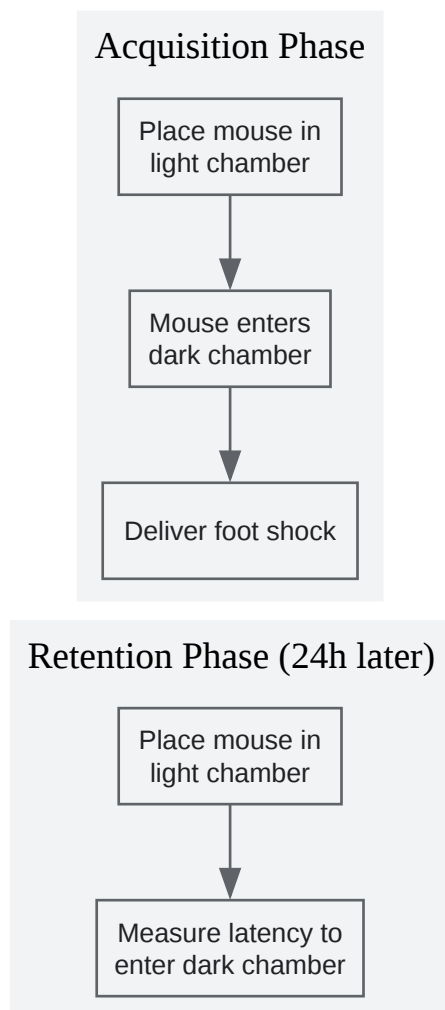 Acquisition Phase
Place mouse in
light chamber
Mouse enters
dark chamber
Deliver foot shock
Retention Phase (24h later)
Place mouse in
light chamber
Measure latency to
enter dark chamber